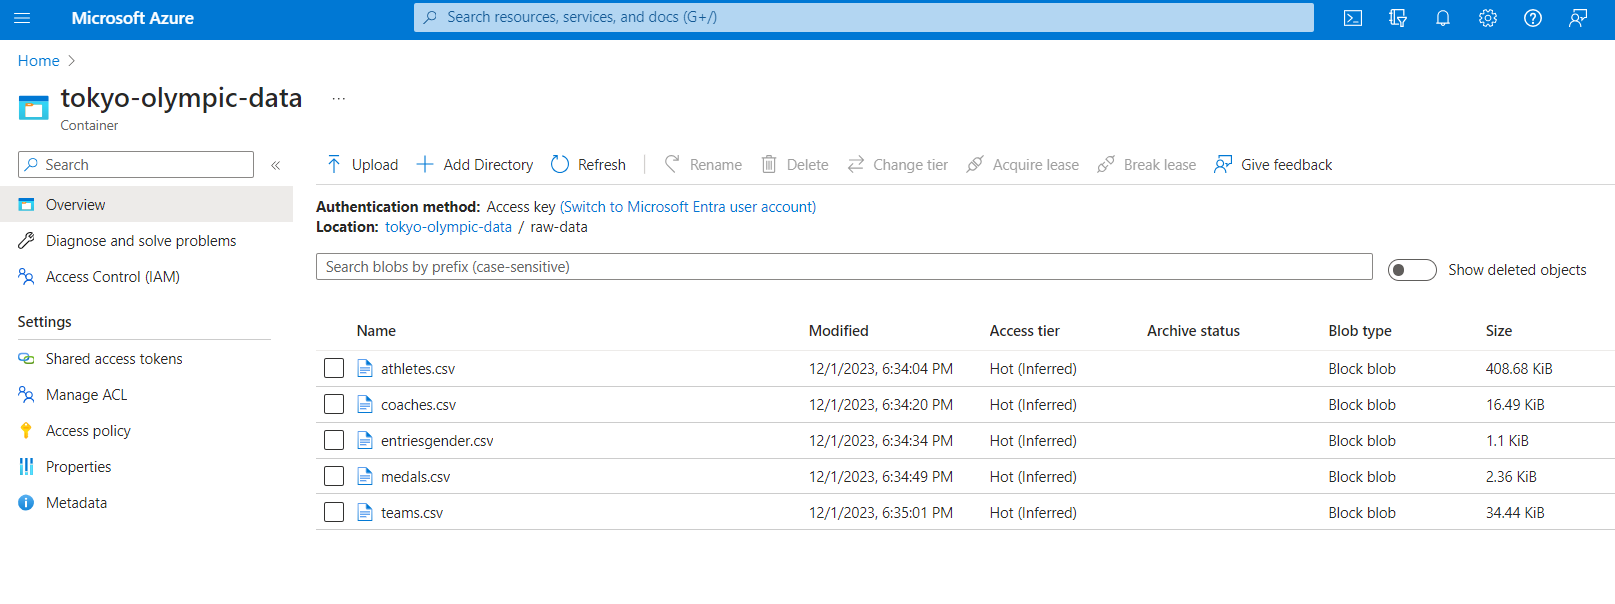 Microsoft Azure
Search resources, services, and docs (G+/)
Home
tokyo-olympic-data
...
Container
Search
Upload Add Directory Refresh Rename Delete Change tier Acquire lease Break lease Give feedback
Overview
Diagnose and solve problems
Access Control (IAM)
Settings
Shared access tokens
Manage ACL
Access policy
Properties
Metadata
Authentication method: Access key (Switch to Microsoft Entra user account)
Location: tokyo-olympic-data / raw-data
Search blobs by prefix (case-sensitive)
Show deleted objects
Name Modified Access tier Archive status Blob type Size
athletes.csv 12/1/2023, 6:34:04 PM Hot (Inferred) Block blob 408.68 KiB
coaches.csv 12/1/2023, 6:34:20 PM Hot (Inferred) Block blob 16.49 KiB
entriesgender.csv 12/1/2023, 6:34:34 PM Hot (Inferred) Block blob 1.1 KiB
medals.csv 12/1/2023, 6:34:49 PM Hot (Inferred) Block blob 2.36 KiB
teams.csv 12/1/2023, 6:35:01 PM Hot (Inferred) Block blob 34.44 KiB